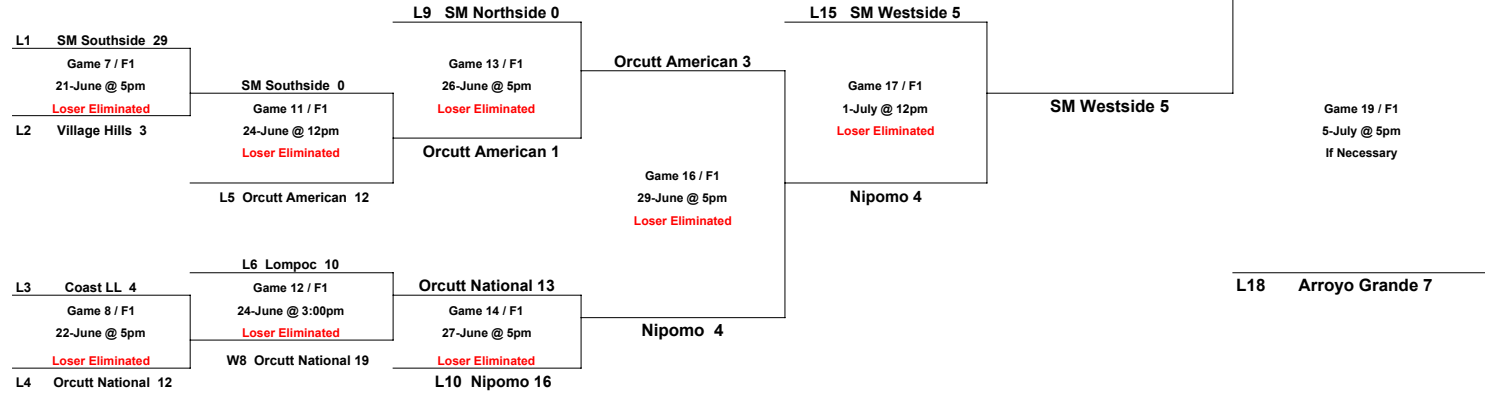 L9 SM Northside 0
L15 SM Westside 5
L1 SM Southside 29
Game 7 / F1
21-June @ 5pm
Loser Eliminated
L2 Village Hills 3
SM Southside 0
Game 11 / F1
24-June @ 12pm
Loser Eliminated
L5 Orcutt American 12
Game 13 / F1
26-June @ 5pm
Loser Eliminated
Orcutt American 1
Orcutt American 3
Game 16 / F1
29-June @ 5pm
Loser Eliminated
Game 17 / F1
1-July @ 12pm
Loser Eliminated
Nipomo 4
SM Westside 5
Game 19 / F1
5-July @ 5pm
If Necessary
L18 Arroyo Grande 7
L3 Coast LL 4
Game 8 / F1
22-June @ 5pm
Loser Eliminated
L4 Orcutt National 12
L6 Lompoc 10
Game 12 / F1
24-June @ 3:00pm
Loser Eliminated
W8 Orcutt National 19
Orcutt National 13
Game 14 / F1
27-June @ 5pm
Loser Eliminated
L10 Nipomo 16
Nipomo 4